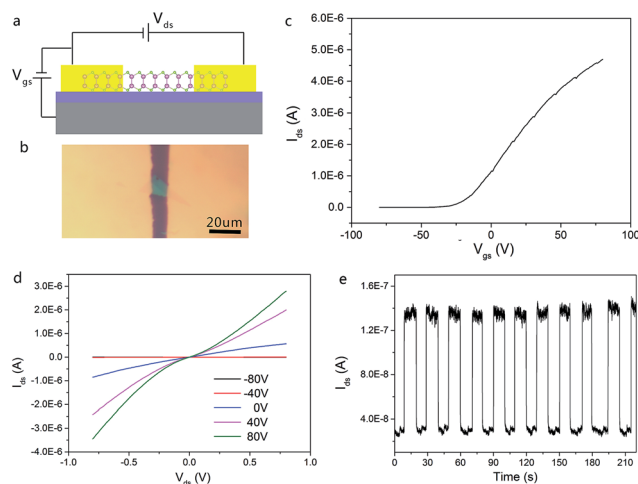 a
V_ds
V_gs
b
20um
c
6.0E-6
5.0E-6
4.0E-6
3.0E-6
2.0E-6
1.0E-6
0.0
I_ds (A)
-100 -50 0 50 100
V_gs (V)
d
3.0E-6
2.0E-6
1.0E-6
0.0
-1.0E-6
-2.0E-6
-3.0E-6
-4.0E-6
I_ds (A)
-80V
-40V
0V
40V
80V
-1.0 -0.5 0.0 0.5 1.0
V_ds (V)
e
1.6E-7
1.2E-7
8.0E-8
4.0E-8
I_ds (A)
0 30 60 90 120 150 180 210
Time (s)